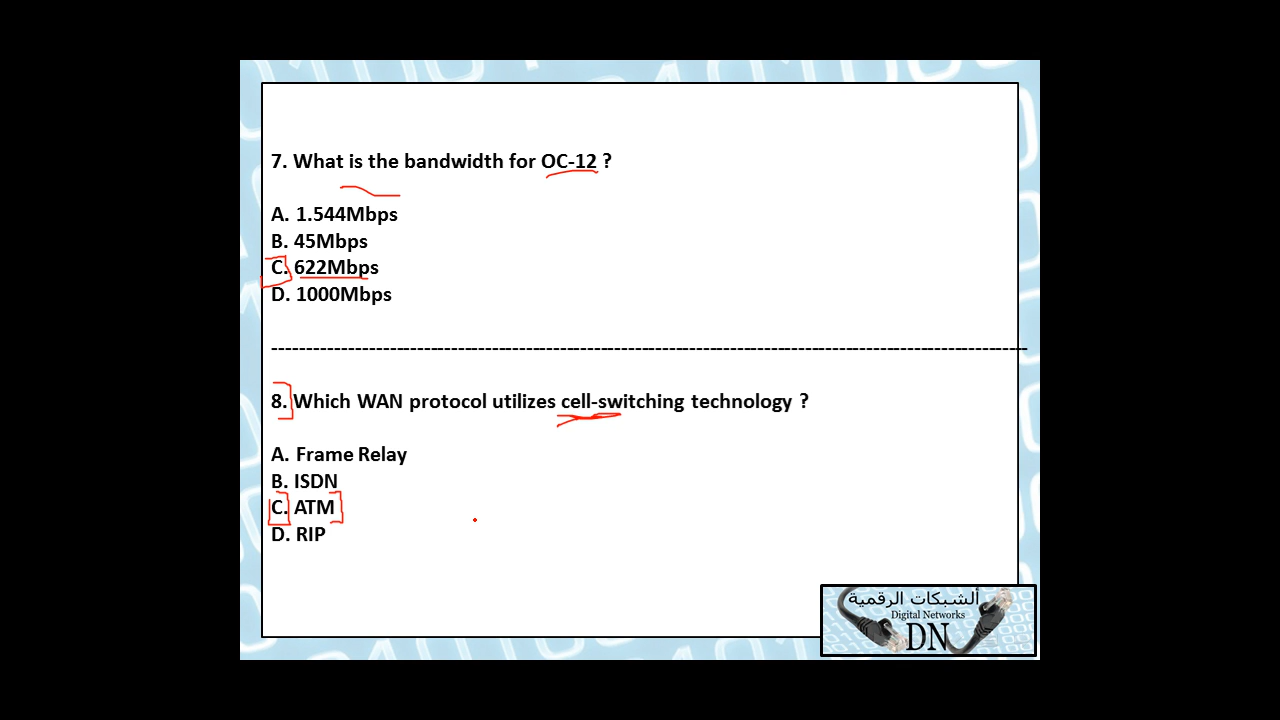 7. What is the bandwidth for OC-12 ?
A. 1.544Mbps
B. 45Mbps
C. 622Mbps
D. 1000Mbps
--------------------------------------------------------------------------------------------------------------
8. Which WAN protocol utilizes cell-switching technology ?
A. Frame Relay
B. ISDN
C. ATM
D. RIP
ألشبكات الرقمية
Digital Networks
DN